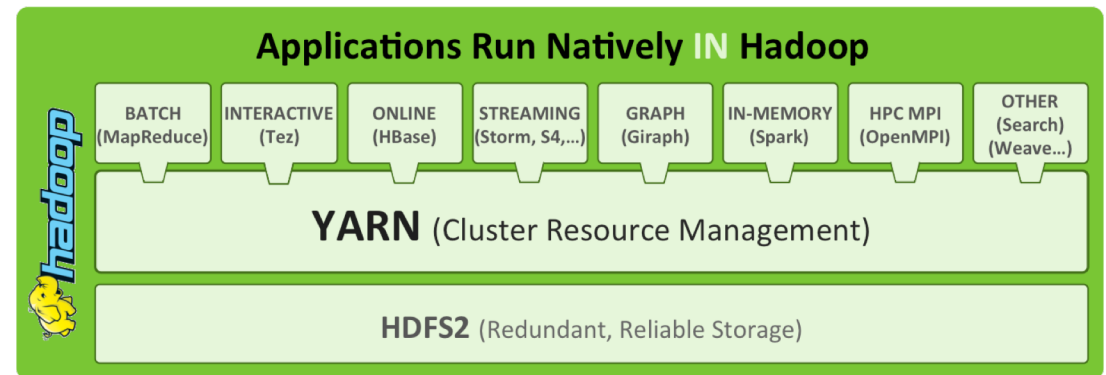 Applications Run Natively IN Hadoop
hadoop
BATCH
(MapReduce)
INTERACTIVE
(Tez)
ONLINE
(HBase)
STREAMING
(Storm, S4,...)
GRAPH
(Giraph)
IN-MEMORY
(Spark)
HPC MPI
(OpenMPI)
OTHER
(Search)
(Weave...)
YARN (Cluster Resource Management)
HDFS2 (Redundant, Reliable Storage)